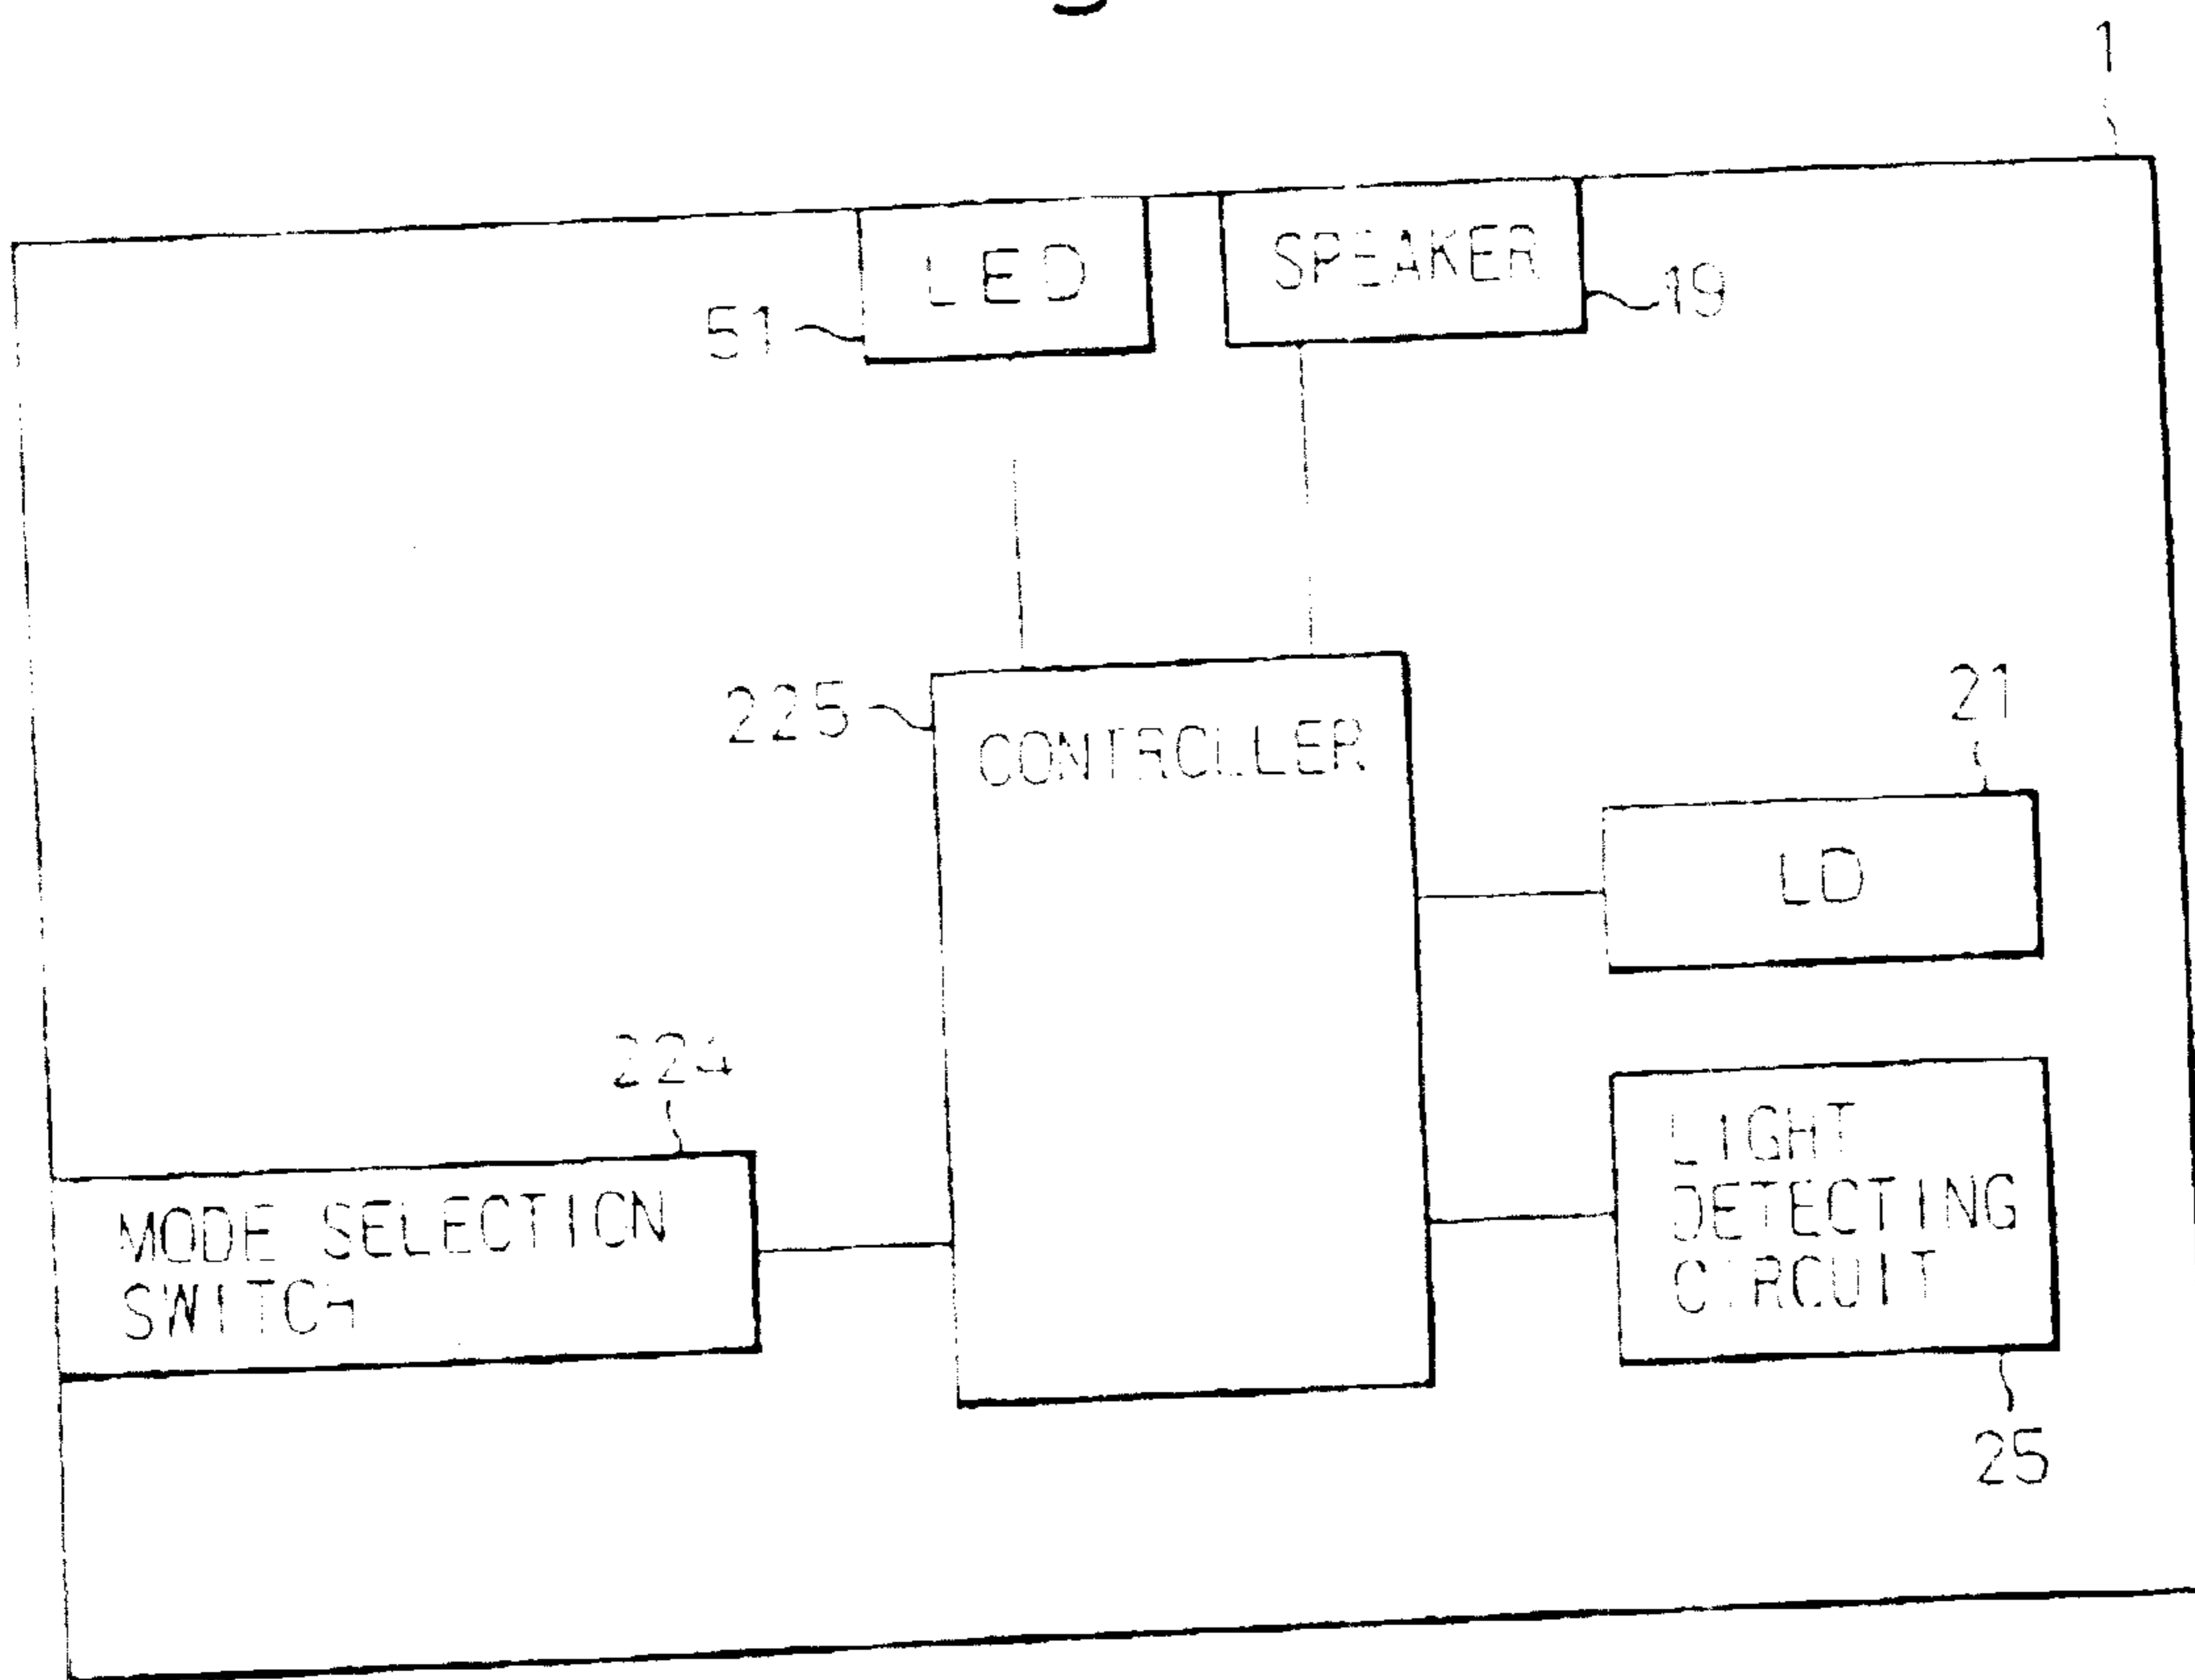 1
LED
SPEAKER
51
19
225
CONTROLLER
21
LD
224
MODE SELECTION
SWITCH
LIGHT
DETECTING
CIRCUIT
25